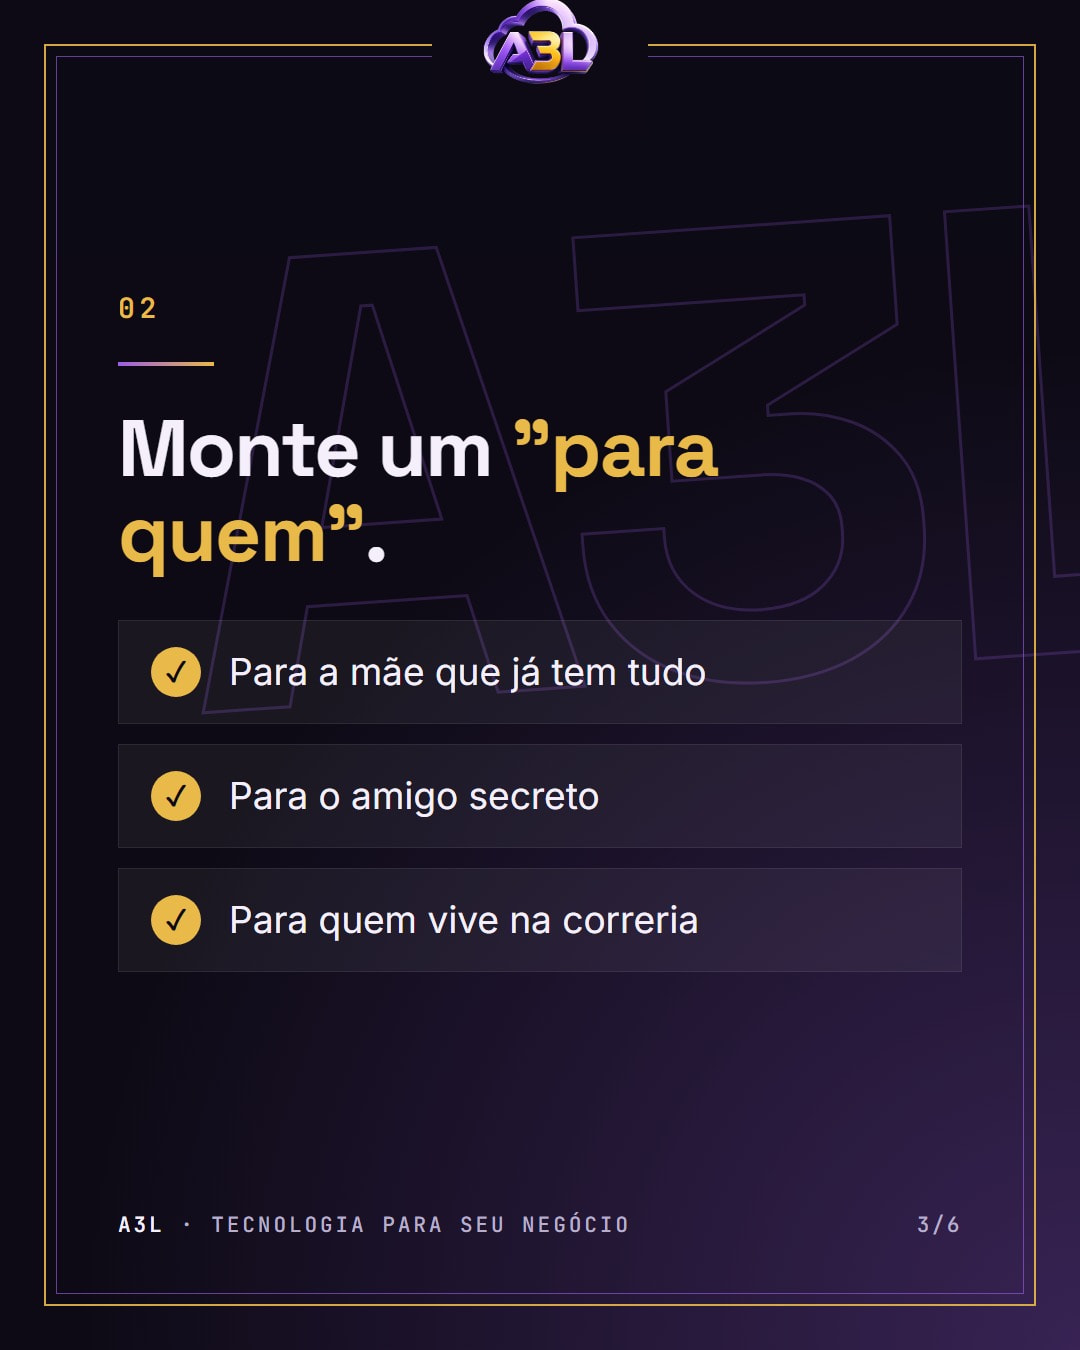 A3L
02
Monte um ”para
quem”.
Para a mãe que já tem tudo
Para o amigo secreto
Para quem vive na correria
A3L · TECNOLOGIA PARA SEU NEGÓCIO
3/6